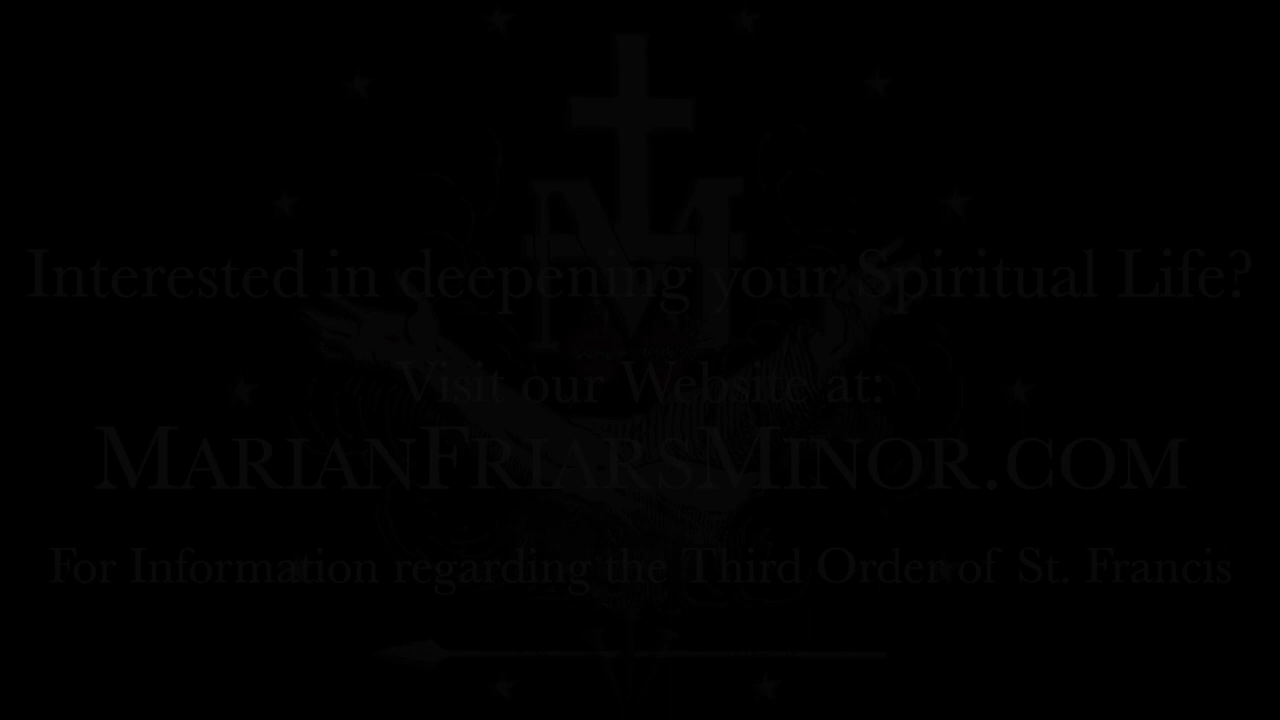 Interested in deepening your Spiritual Life?
Visit our Website at:
MarianFriarsMinor.com
For Information regarding the Third Order of St. Francis